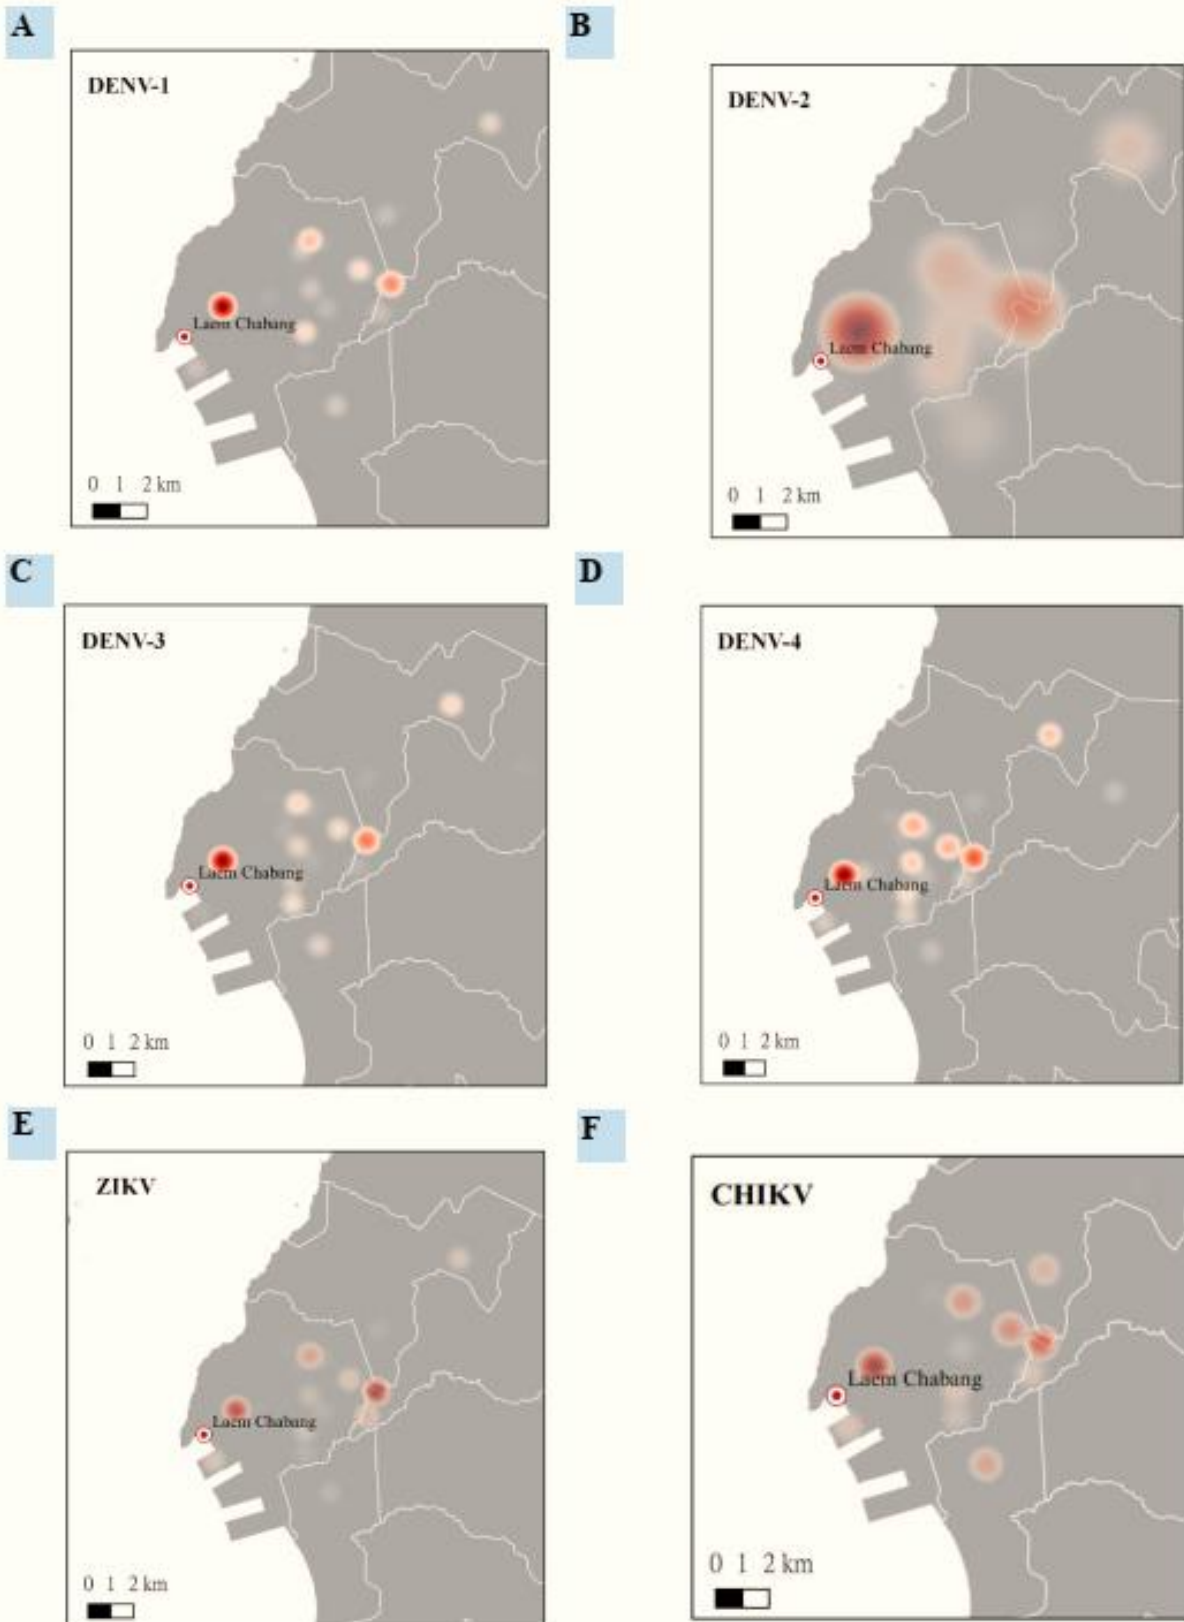 A
B
DENV-1
DENV-2
Laem Chabang
Laem Chabang
0 1 2 km
0 1 2 km
C
D
DENV-3
DENV-4
Laem Chabang
Laem Chabang
0 1 2 km
0 1 2 km
E
F
ZIKV
CHIKV
Laem Chabang
Laem Chabang
0 1 2 km
0 1 2 km